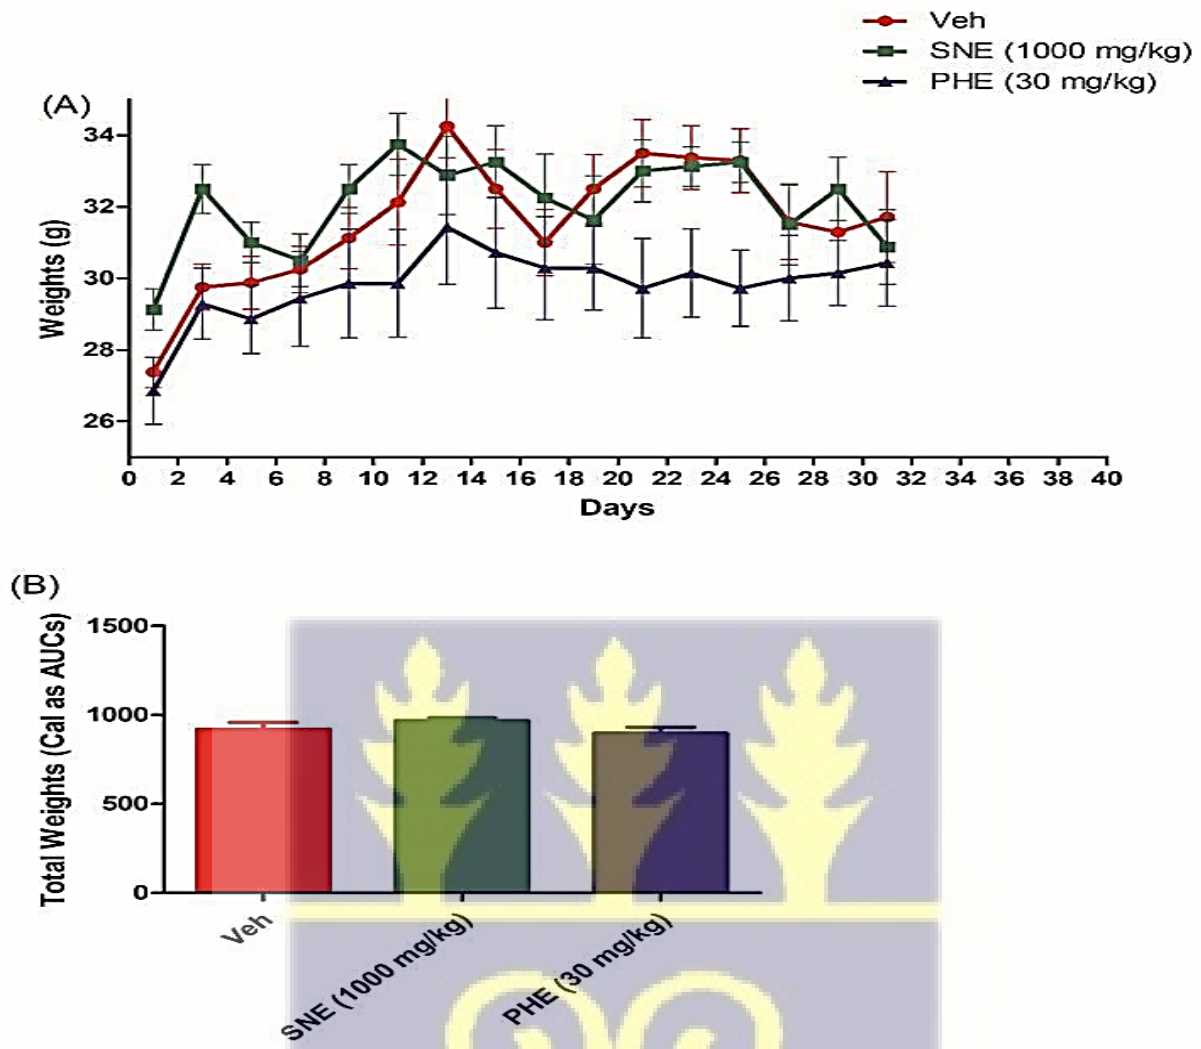 Veh
SNE (1000 mg/kg)
PHE (30 mg/kg)
(A)
34
32
30
28
26
Weights (g)
0 2 4 6 8 10 12 14 16 18 20 22 24 26 28 30 32 34 36 38 40
Days
(B)
Total Weights (Cal as AUCs)
1500
1000
500
0
Veh
SNE (1000 mg/kg)
PHE (30 mg/kg)